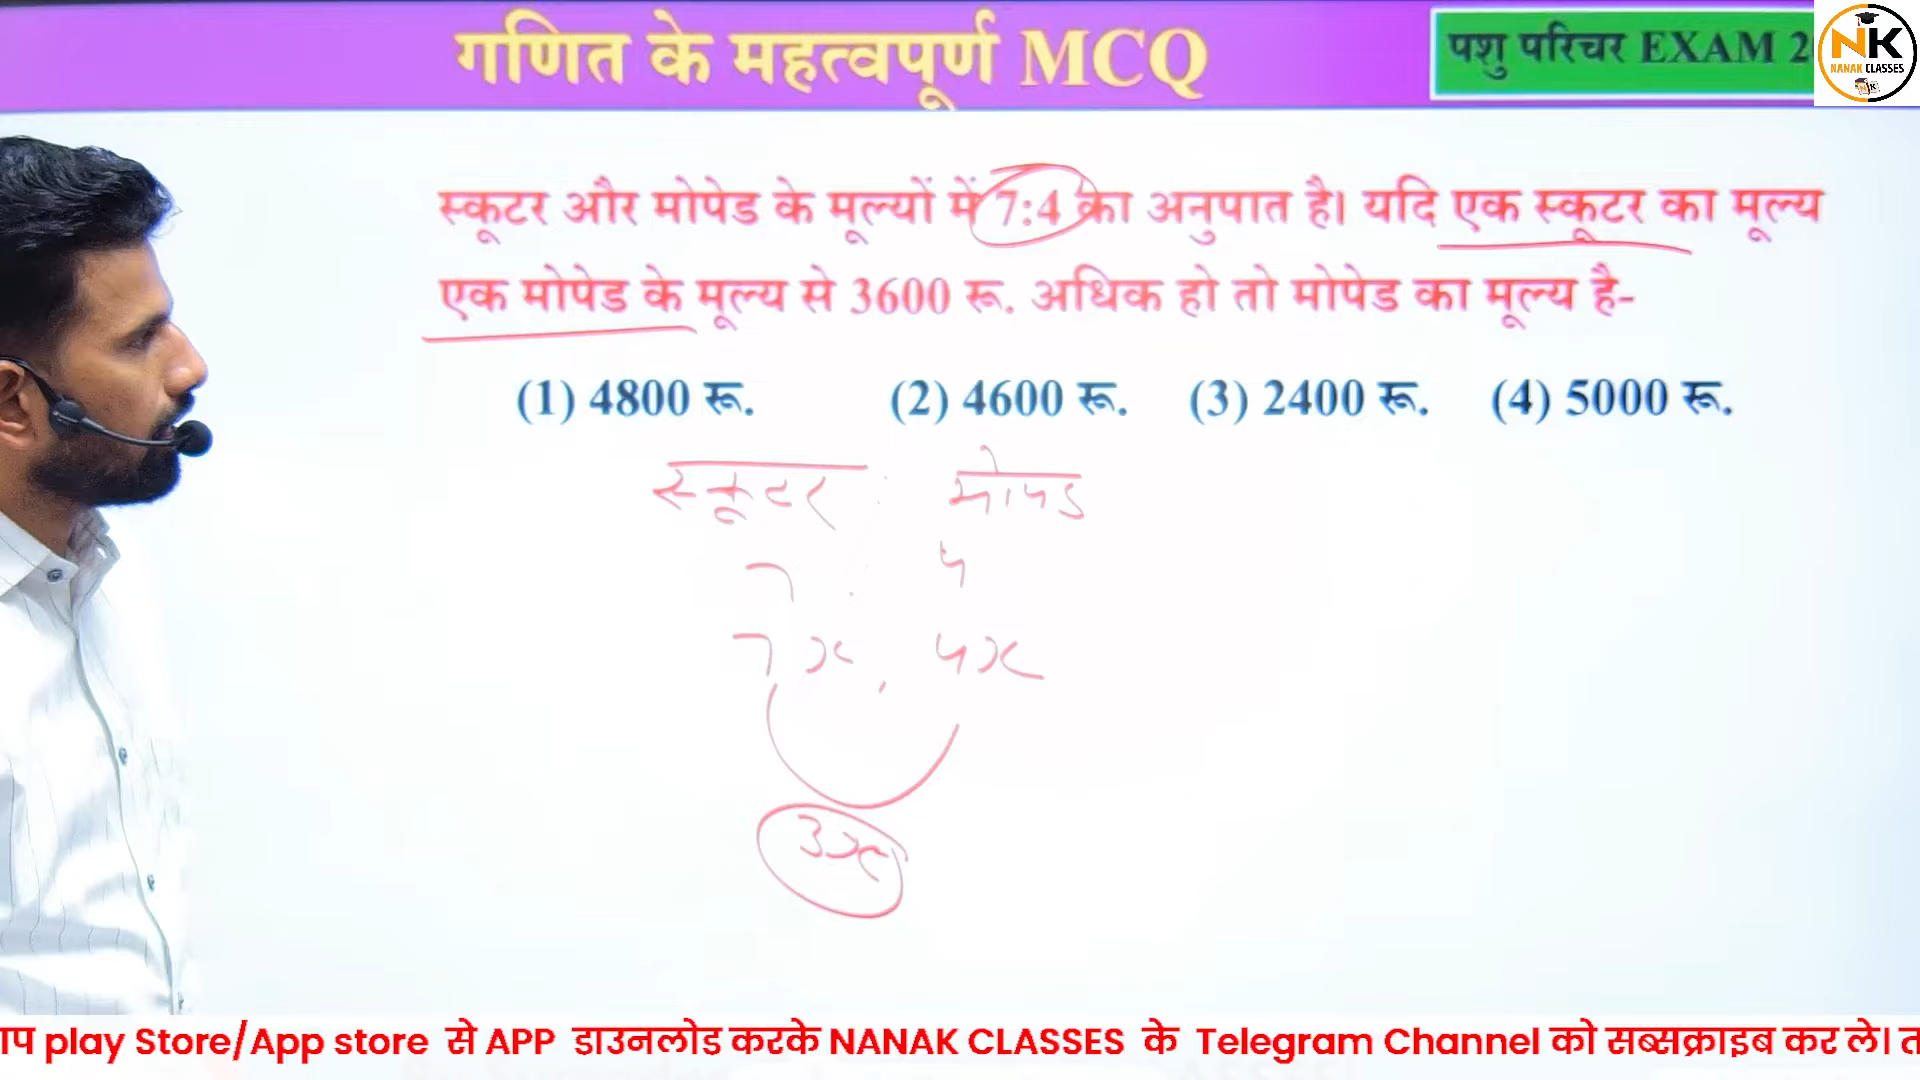 गणित के महत्वपूर्ण MCQ
पशु परिचर EXAM 2
NK
NANAK CLASSES
स्कूटर और मोपेड के मूल्यों में 7:4 का अनुपात है। यदि एक स्कूटर का मूल्य
एक मोपेड के मूल्य से 3600 रू. अधिक हो तो मोपेड का मूल्य है-
(1) 4800 रू. (2) 4600 रू. (3) 2400 रू. (4) 5000 रू.
स्कूटर : मोपेड
7 : 4
7x, 4x
3x
ाप play Store/App store से APP डाउनलोड करके NANAK CLASSES के Telegram Channel को सब्सक्राइब कर ले। त